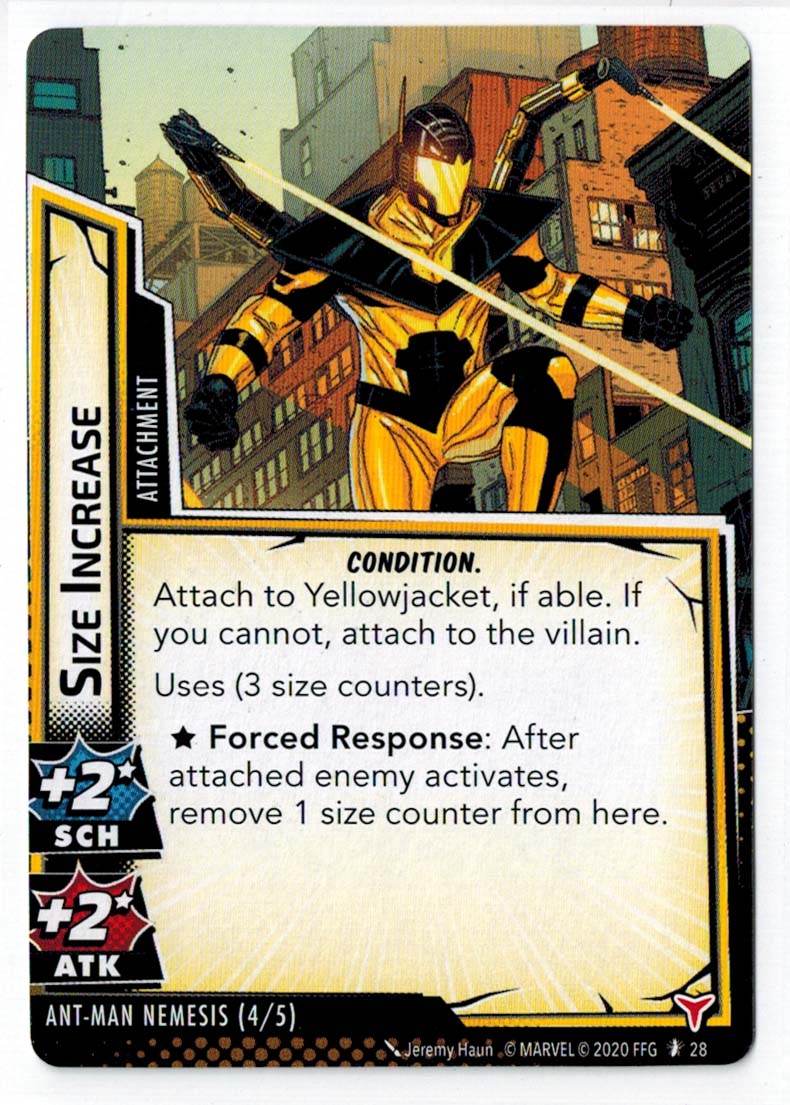 SIZE INCREASE
ATTACHMENT
CONDITION.
Attach to Yellowjacket, if able. If
you cannot, attach to the villain.
Uses (3 size counters).
★ Forced Response: After
attached enemy activates,
remove 1 size counter from here.
+2★
SCH
+2★
ATK
ANT-MAN NEMESIS (4/5)
Jeremy Haun © MARVEL © 2020 FFG 28